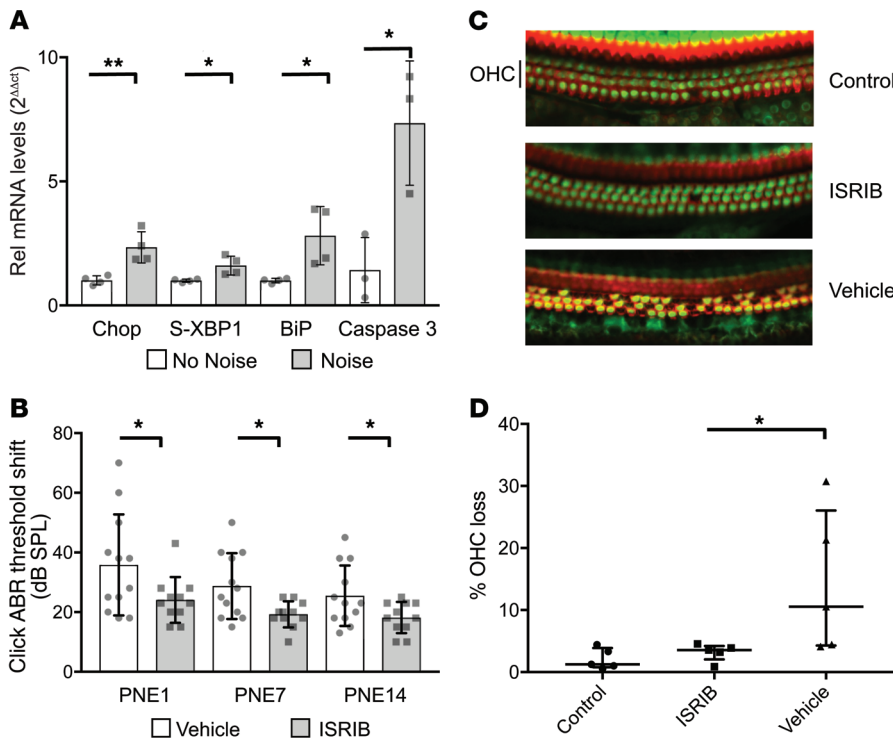 A
Rel mRNA levels (2^ΔΔct)
10
5
0
**
*
*
*
Chop S-XBP1 BiP Caspase 3
No Noise Noise
B
Click ABR threshold shift
(dB SPL)
80
60
40
20
0
*
*
*
PNE1 PNE7 PNE14
Vehicle ISRIB
C
OHC
Control
ISRIB
Vehicle
D
% OHC loss
40
30
20
10
0
*
Control
ISRIB
Vehicle